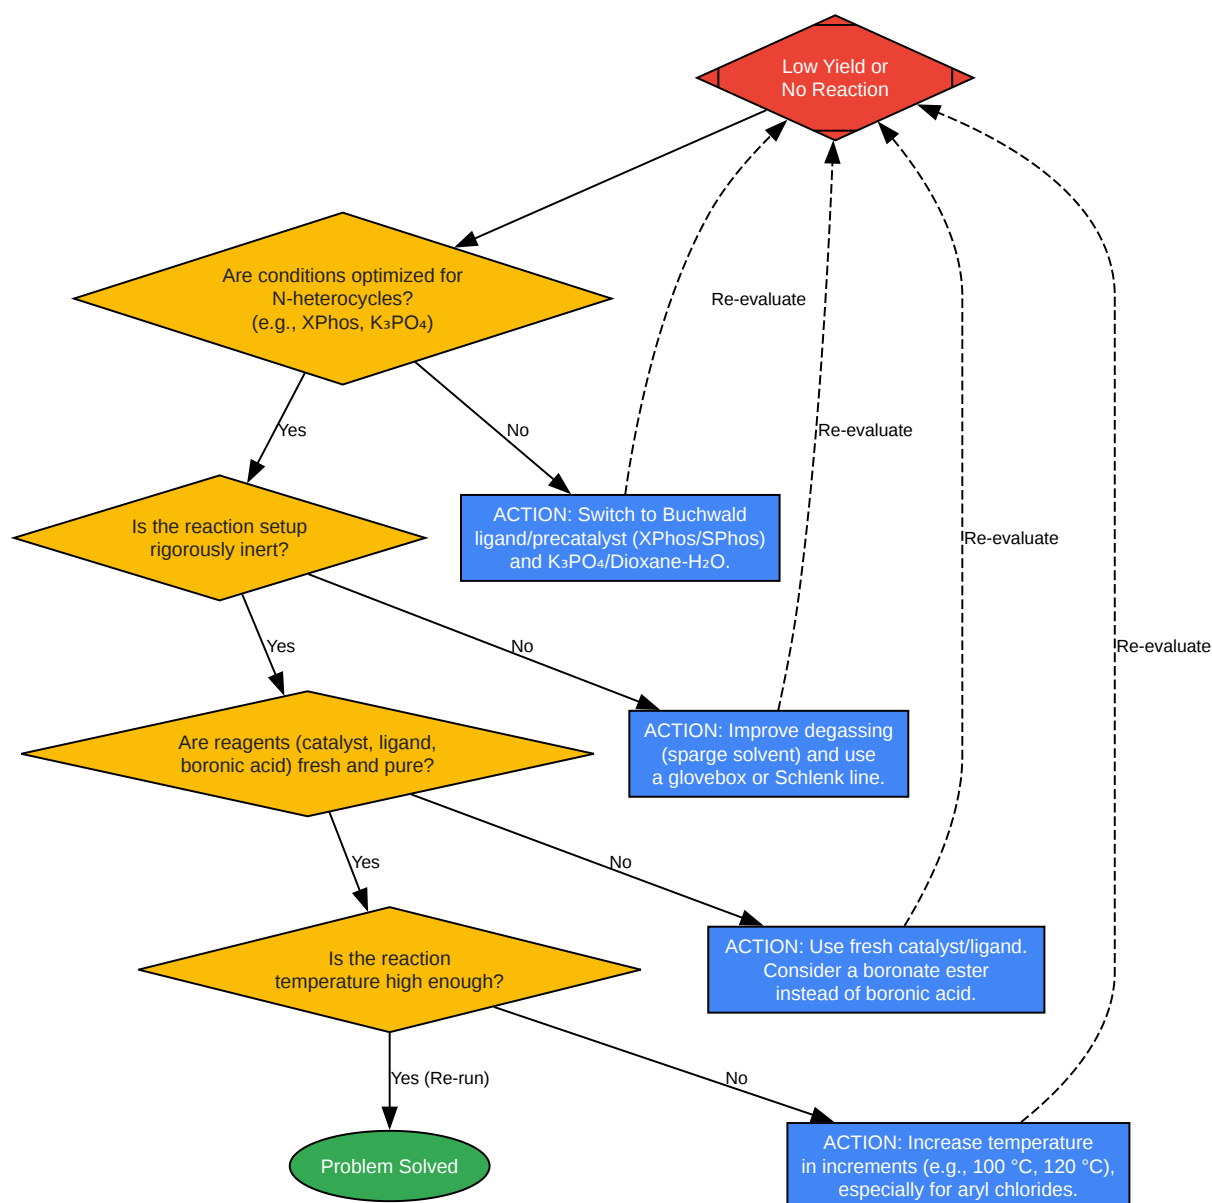 Low Yield or
No Reaction
Are conditions optimized for
N-heterocycles?
(e.g., XPhos, K₃PO₄)
Re-evaluate
Yes
No
Re-evaluate
Is the reaction setup
rigorously inert?
ACTION: Switch to Buchwald
ligand/precatalyst (XPhos/SPhos)
and K₃PO₄/Dioxane-H₂O.
Re-evaluate
Yes
No
Re-evaluate
Are reagents (catalyst, ligand,
boronic acid) fresh and pure?
ACTION: Improve degassing
(sparge solvent) and use
a glovebox or Schlenk line.
Yes
No
Is the reaction
temperature high enough?
ACTION: Use fresh catalyst/ligand.
Consider a boronate ester
instead of boronic acid.
Yes (Re-run)
No
Problem Solved
ACTION: Increase temperature
in increments (e.g., 100 °C, 120 °C),
especially for aryl chlorides.